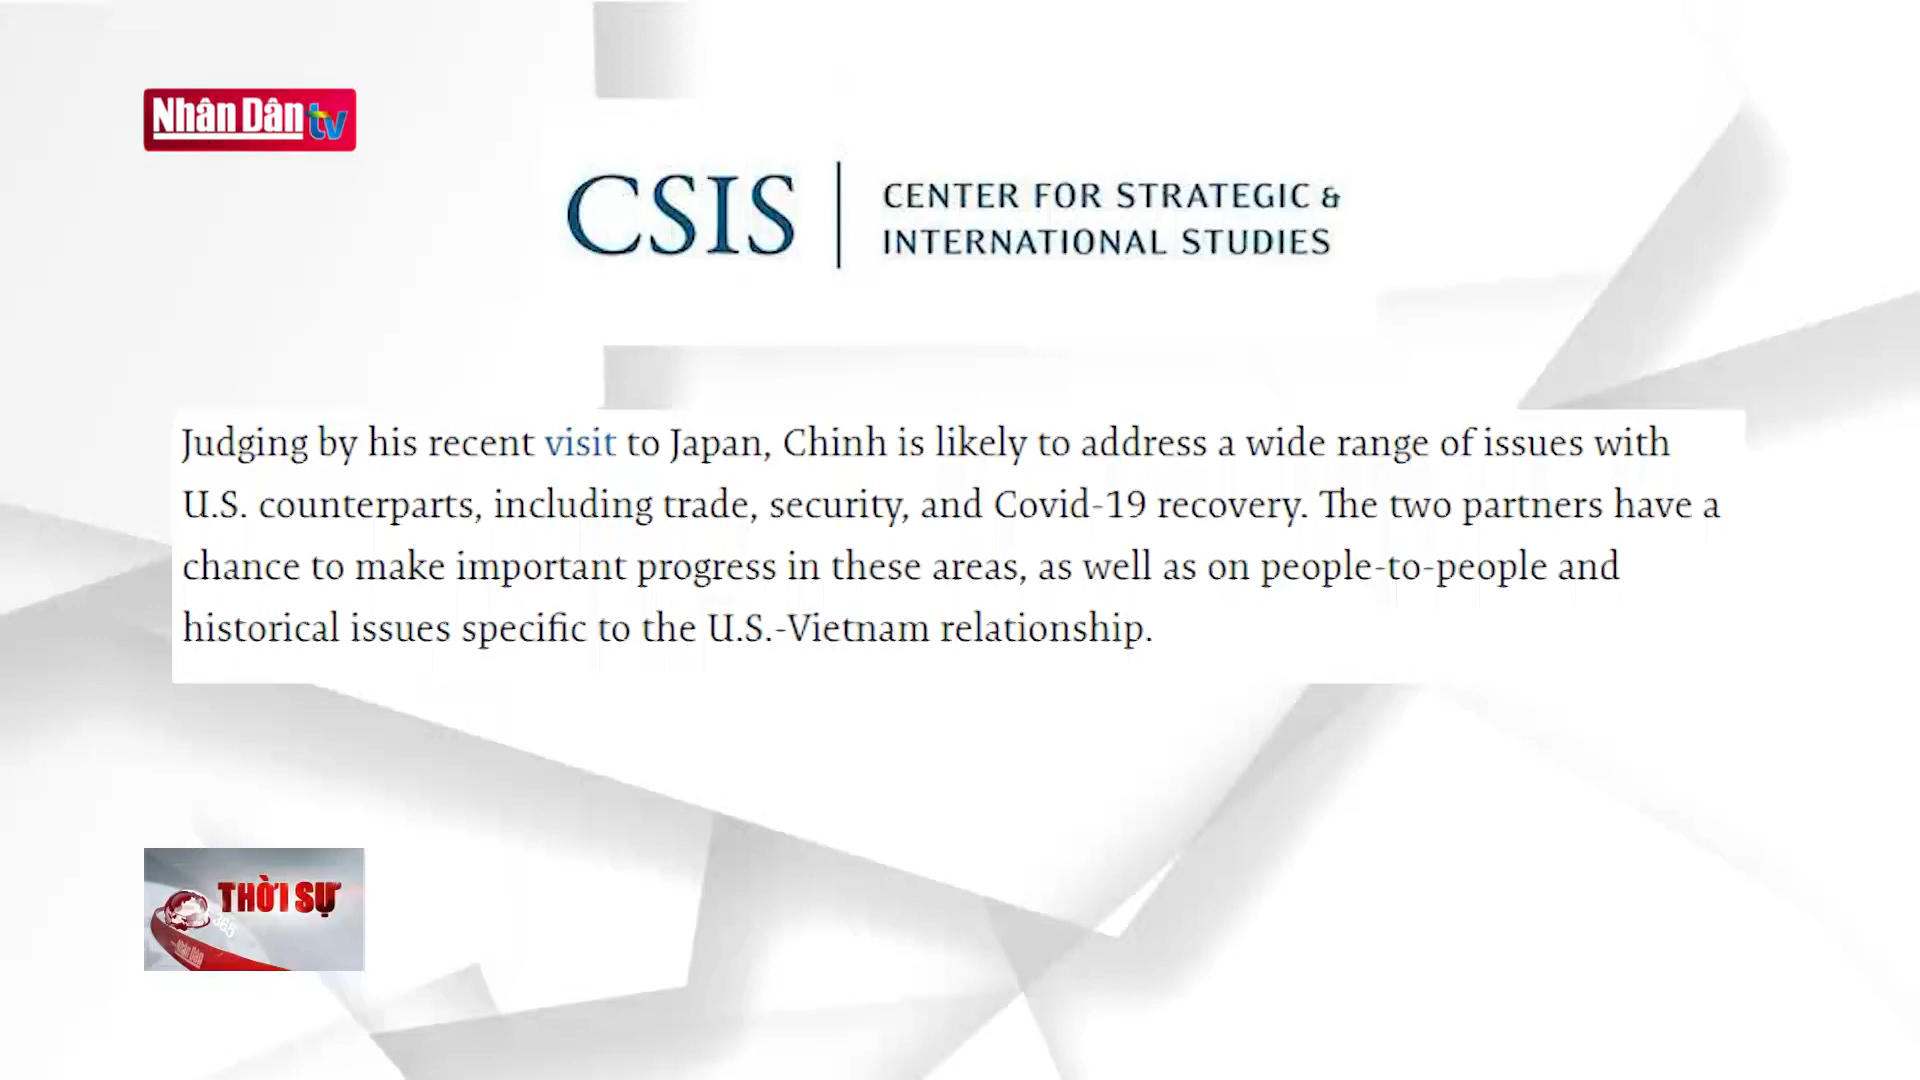 Nhân Dân tv
CSIS
CENTER FOR STRATEGIC &
INTERNATIONAL STUDIES
Judging by his recent visit to Japan, Chinh is likely to address a wide range of issues with
U.S. counterparts, including trade, security, and Covid-19 recovery. The two partners have a
chance to make important progress in these areas, as well as on people-to-people and
historical issues specific to the U.S.-Vietnam relationship.
THỜI SỰ
365
Nhân Dân